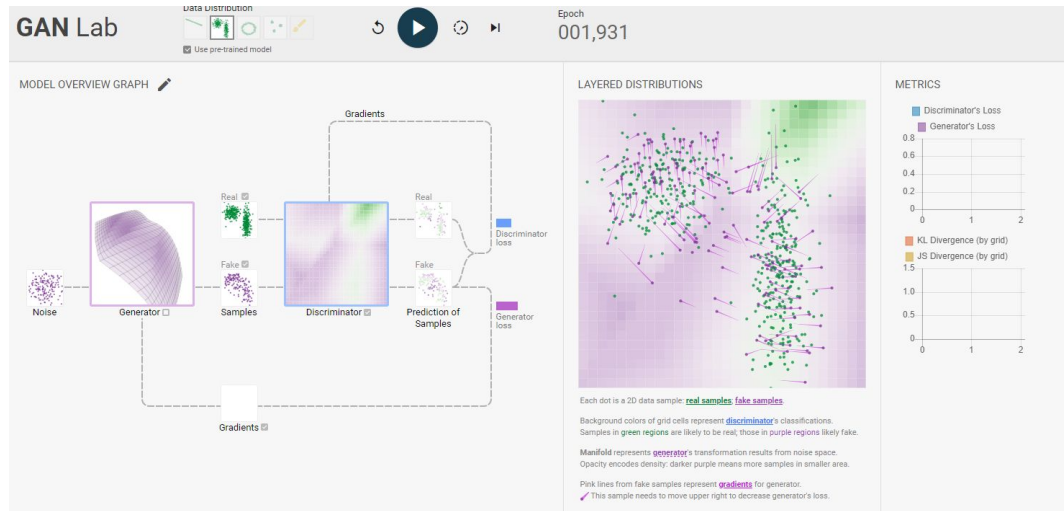 Data Distribution
GAN Lab
Use pre-trained model
Epoch
001,931
MODEL OVERVIEW GRAPH
Gradients
Real
Real
Discriminator loss
Fake
Fake
Generator loss
Noise
Generator
Samples
Discriminator
Prediction of Samples
Gradients
LAYERED DISTRIBUTIONS
Each dot is a 2D data sample: real samples; fake samples.
Background colors of grid cells represent discriminator's classifications.
Samples in green regions are likely to be real; those in purple regions likely fake.
Manifold represents generator's transformation results from noise space.
Opacity encodes density: darker purple means more samples in smaller area.
Pink lines from fake samples represent gradients for generator.
This sample needs to move upper right to decrease generator's loss.
METRICS
Discriminator's Loss
Generator's Loss
0.8
0.6
0.4
0.2
0
0 1 2
KL Divergence (by grid)
JS Divergence (by grid)
1.5
1.0
0.5
0
0 1 2